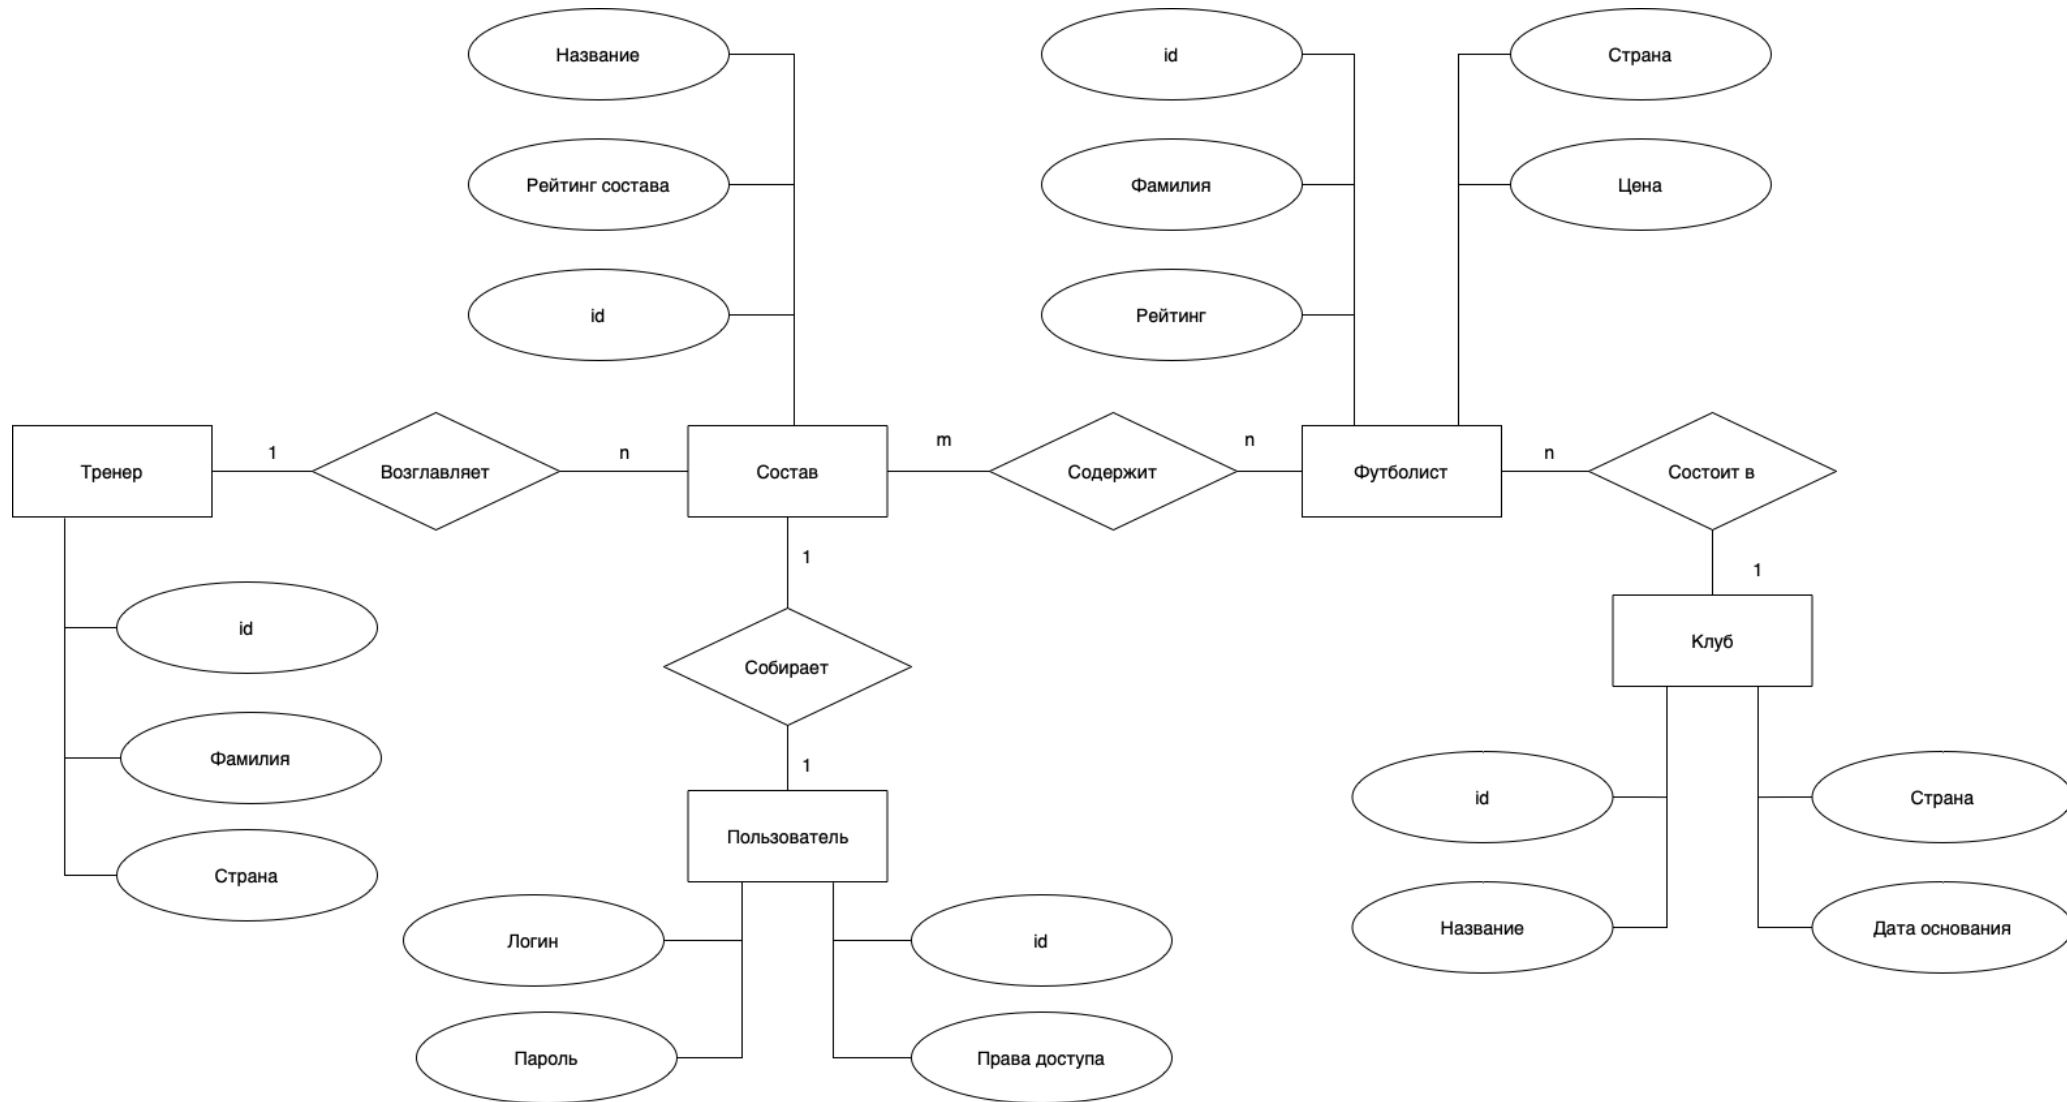 Название
id
Страна
Рейтинг состава
Фамилия
Цена
id
Рейтинг
Тренер
1
Возглавляет
n
Состав
m
Содержит
n
Футболист
n
Состоит в
1
1
id
Собирает
Клуб
Фамилия
1
id
Страна
Пользователь
Страна
Название
Дата основания
Логин
id
Пароль
Права доступа